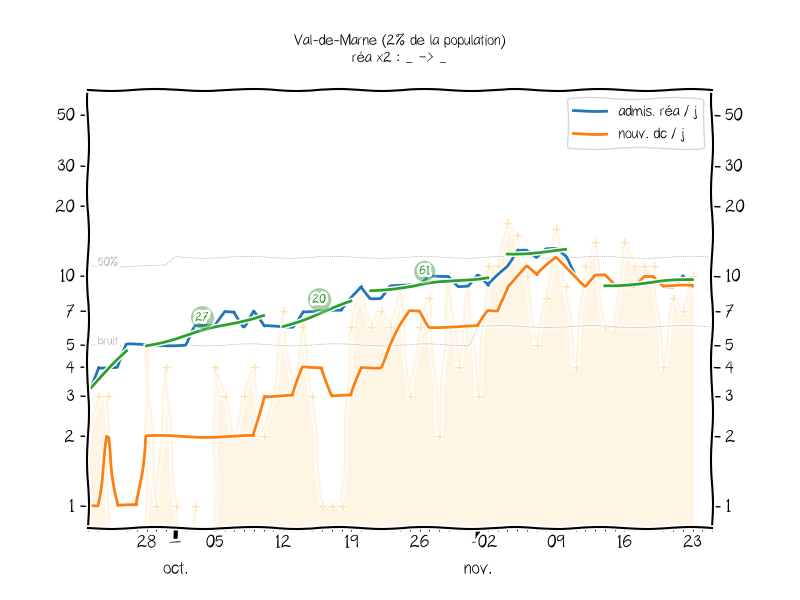 Val-de-Marne (2% de la population)
réa x2 : _ -> _
admis. réa / j
nouv. dc / j
50 50
30 30
20 20
50%
10 10
7 7
bruit
5 5
4 4
3 3
2 2
1 1
61
20
27
28 05 12 19 26 02 09 16 23
oct. nov.